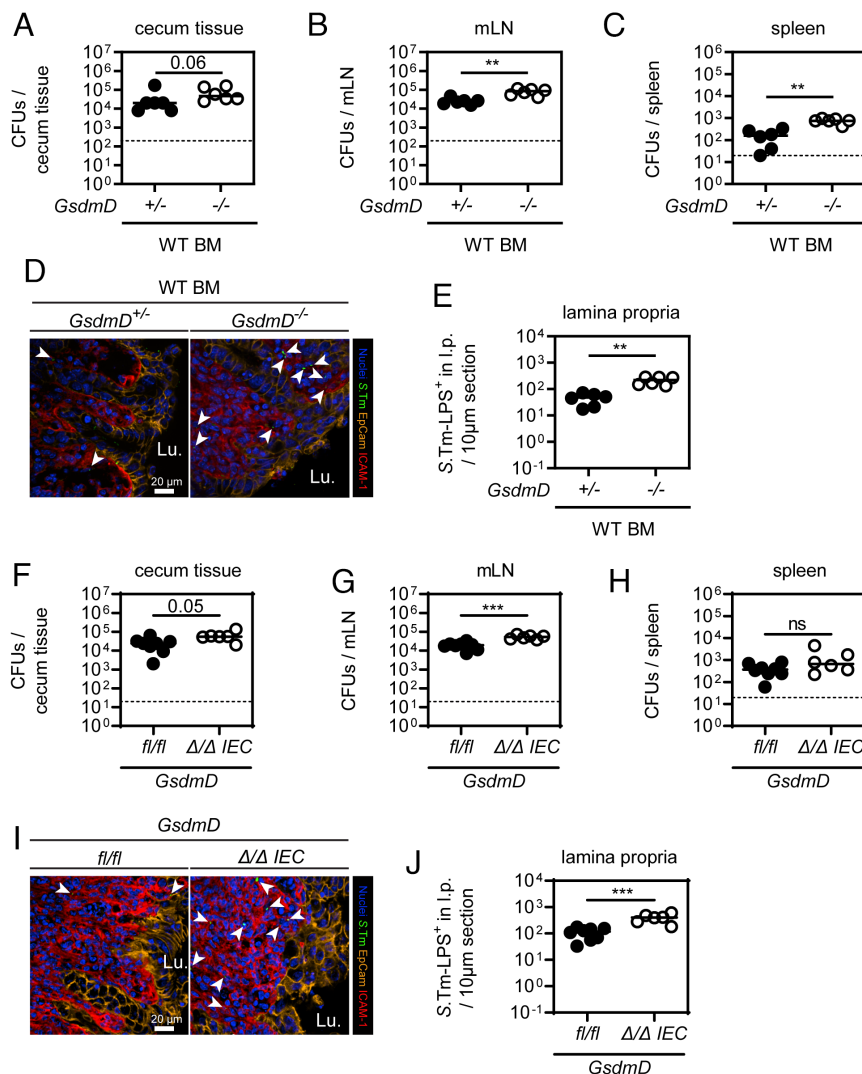 A
cecum tissue
CFUs /
cecum tissue
10⁷
10⁶
10⁵
10⁴
10³
10²
10¹
10⁰
0.06
GsdmD +/- -/-
WT BM
B
mLN
CFUs / mLN
10⁷
10⁶
10⁵
10⁴
10³
10²
10¹
10⁰
**
GsdmD +/- -/-
WT BM
C
spleen
CFUs / spleen
10⁶
10⁵
10⁴
10³
10²
10¹
10⁰
**
GsdmD +/- -/-
WT BM
D
WT BM
GsdmD⁺/⁻ GsdmD⁻/⁻
Lu.
20 µm
Lu.
Nuclei S.Tm EpCam ICAM-1
E
lamina propria
S.Tm-LPS⁺ in l.p.
/ 10µm section
10⁴
10³
10²
10¹
10⁰
10⁻¹
**
GsdmD +/- -/-
WT BM
F
cecum tissue
CFUs /
cecum tissue
10⁷
10⁶
10⁵
10⁴
10³
10²
10¹
10⁰
0.05
fl/fl Δ/Δ IEC
GsdmD
G
mLN
CFUs / mLN
10⁷
10⁶
10⁵
10⁴
10³
10²
10¹
10⁰
***
fl/fl Δ/Δ IEC
GsdmD
H
spleen
CFUs / spleen
10⁶
10⁵
10⁴
10³
10²
10¹
10⁰
ns
fl/fl Δ/Δ IEC
GsdmD
I
GsdmD
fl/fl Δ/Δ IEC
Lu.
20 µm
Lu.
Nuclei S.Tm EpCam ICAM-1
J
lamina propria
S.Tm-LPS⁺ in l.p.
/ 10µm section
10⁴
10³
10²
10¹
10⁰
10⁻¹
***
fl/fl Δ/Δ IEC
GsdmD